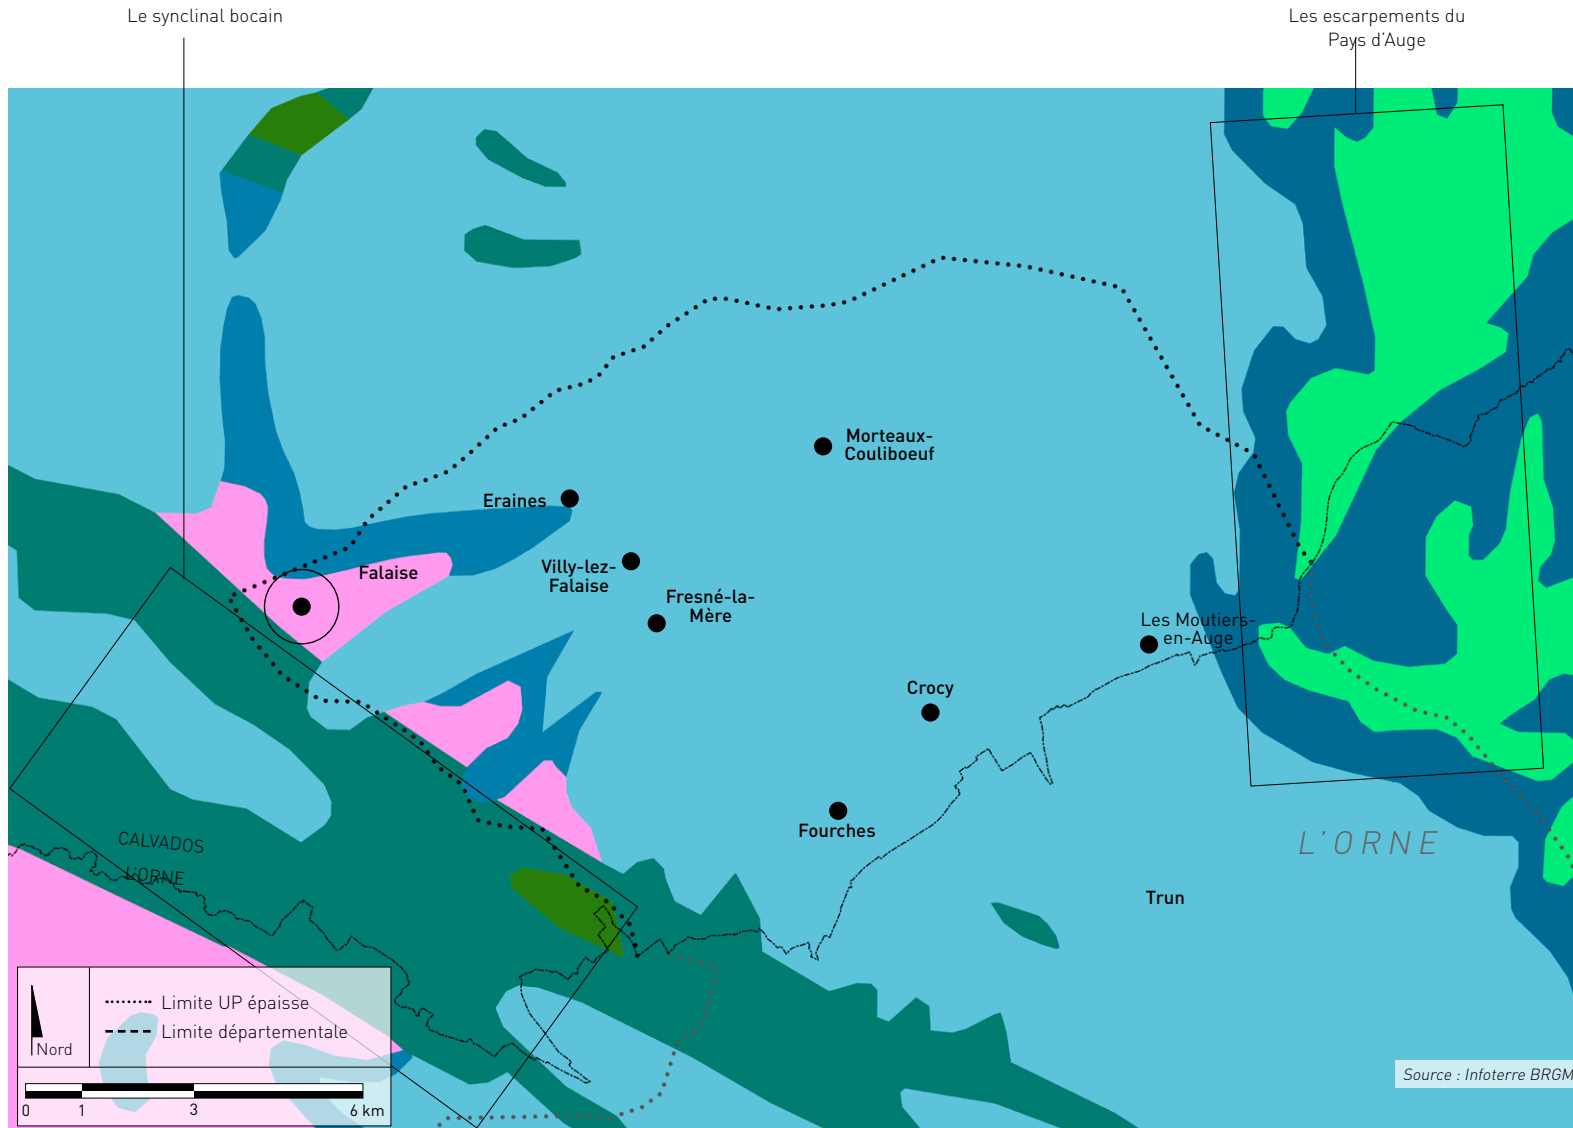 Le synclinal bocain
Les escarpements du
Pays d'Auge
Morteaux-
Couliboeuf
Eraines
Villy-lez-
Falaise
Falaise
Fresné-la-
Mère
Les Moutiers-
en-Auge
Crocy
Fourches
CALVADOS
L'ORNE
L'ORNE
Trun
Limite UP épaisse
Limite départementale
Nord
0 1 3 6 km
Source : Infoterre BRGM